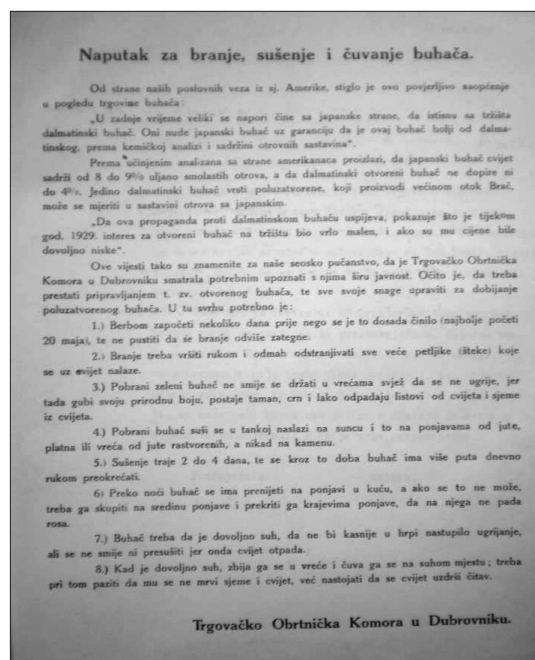 Naputak za branje, sušenje i čuvanje buhača.
Od strane naših poslovnih veza iz sj. Amerike, stiglo je ovo povjerljivo saopćenje
u pogledu trgovine buhača:
„U zadnje vrijeme veliki se napori čine sa japanske strane, da istisnu sa tržišta
dalmatinski buhač. Oni nude japanski buhač uz garanciju da je ovaj buhač bolji od dalma-
tinskog, prema kemičkoj analizi i sadržini otrovnih sastavina".
Prema učinjenim analizama sa strane amerikanaca proizlazi, da japanski buhač cvijet
sadrži od 8 do 9% uljano smolastih otrova, a da dalmatinski otvoreni buhač ne dopire ni
do 4%. Jedino dalmatinski buhač vrsti poluzatvorene, koji proizvodi većinom otok Brač,
može se mjeriti u sastavini otrova sa japanskim.
„Da ova propaganda proti dalmatinskom buhaču uspijeva, pokazuje što je tijekom
god. 1929. interes za otvoreni buhač na tržištu bio vrlo malen, i ako su mu cijene bile
dovoljno niske".
Ove vijesti tako su znamenite za naše seosko pučanstvo, da je Trgovačko Obrtnička
Komora u Dubrovniku smatrala potrebnim upoznati s njima širu javnost. Očito je, da treba
prestati pripravljanjem t. zv. otvorenog buhača, te sve svoje snage upraviti za dobijanje
poluzatvorenog buhača. U tu svrhu potrebno je:
1.) Berbom započeti nekoliko dana prije nego se je to dosada činilo (najbolje početi
20 maja), te ne pustiti da se branje odviše zategne.
2.) Branje treba vršiti rukom i odmah odstranjivati sve veće petljike (šteke) koje
se uz cvijet nalaze.
3.) Pobrani zeleni buhač ne smije se držati u vrećama svjež da se ne ugrije, jer
tada gubi svoju prirodnu boju, postaje taman, crn i lako odpadaju listovi od cvijeta i sjeme
iz cvijeta.
4.) Pobrani buhač suši se u tankoj naslazi na suncu i to na ponjavama od jute,
platna ili vreća od jute rastvorenih, a nikad na kamenu.
5.) Sušenje traje 2 do 4 dana, te se kroz to doba buhač ima više puta dnevno
rukom preokrećati.
6) Preko noći buhač se ima prenijeti na ponjavi u kuću, a ako se to ne može,
treba ga skupiti na sredinu ponjave i prekriti ga krajevima ponjave, da na njega ne pada
rosa.
7.) Buhač treba da je dovoljno suh, da ne bi kasnije u hrpi nastupilo ugrijanje,
ali se ne smije ni presušiti jer onda cvijet otpada.
8.) Kad je dovoljno suh, zbija ga se u vreće i čuva ga se na suhom mjestu; treba
pri tom paziti da mu se ne mrvi sjeme i cvijet, već nastojati da se cvijet uzdrži čitav.
Trgovačko Obrtnička Komora u Dubrovniku.